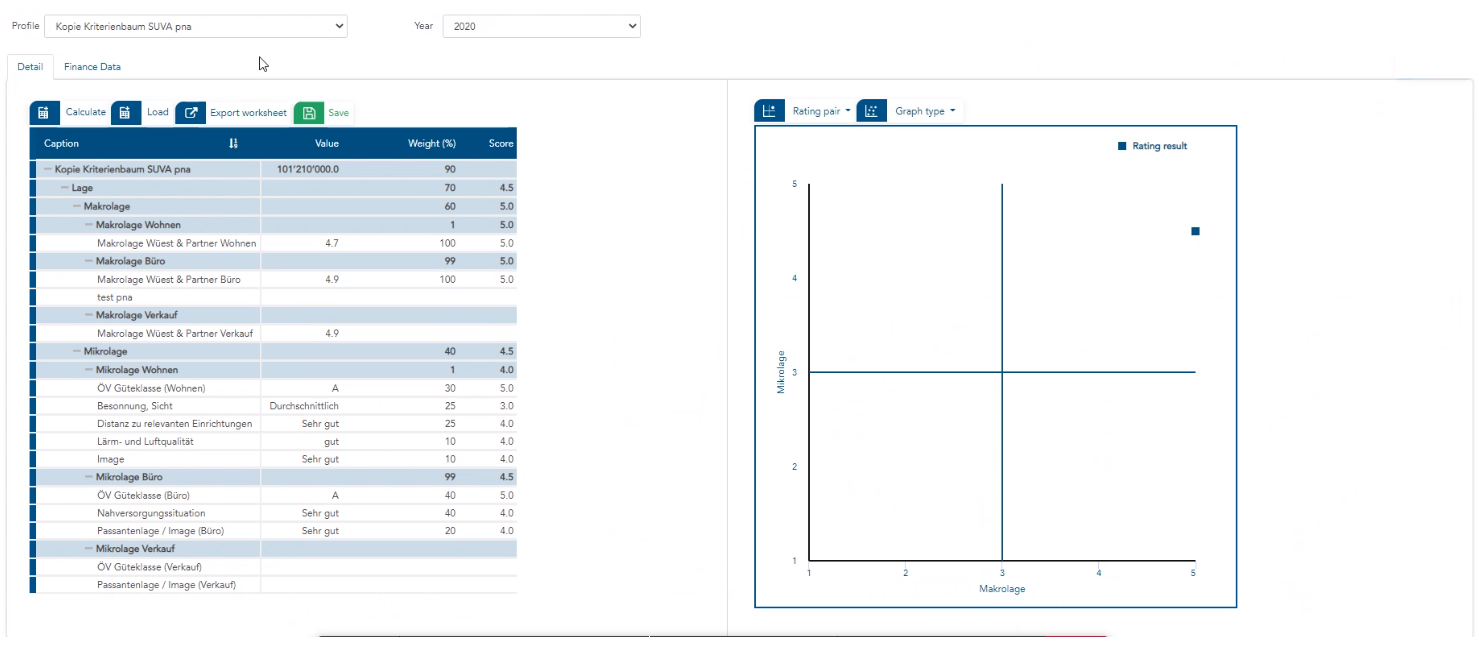 Profile Kopie Kriterienbaum SUVA pna Year 2020
Detail Finance Data
Calculate Load Export worksheet Save
Caption Value Weight (%) Score
Kopie Kriterienbaum SUVA pna 101'210'000.0 90
Lage 70 4.5
Makrolage 60 5.0
Makrolage Wohnen 1 5.0
Makrolage Wüest & Partner Wohnen 4.7 100 5.0
Makrolage Büro 99 5.0
Makrolage Wüest & Partner Büro 4.9 100 5.0
test pna
Makrolage Verkauf
Makrolage Wüest & Partner Verkauf 4.9
Mikrolage 40 4.5
Mikrolage Wohnen 1 4.0
ÖV Güteklasse (Wohnen) A 30 5.0
Besonnung, Sicht Durchschnittlich 25 3.0
Distanz zu relevanten Einrichtungen Sehr gut 25 4.0
Lärm- und Luftqualität gut 10 4.0
Image Sehr gut 10 4.0
Mikrolage Büro 99 4.5
ÖV Güteklasse (Büro) A 40 5.0
Nahversorgungssituation Sehr gut 40 4.0
Passantenlage / Image (Büro) Sehr gut 20 4.0
Mikrolage Verkauf
ÖV Güteklasse (Verkauf)
Passantenlage / Image (Verkauf)
Rating pair Graph type
Rating result
5
4
Mikrolage
3
2
1
1 2 3 4 5
Makrolage